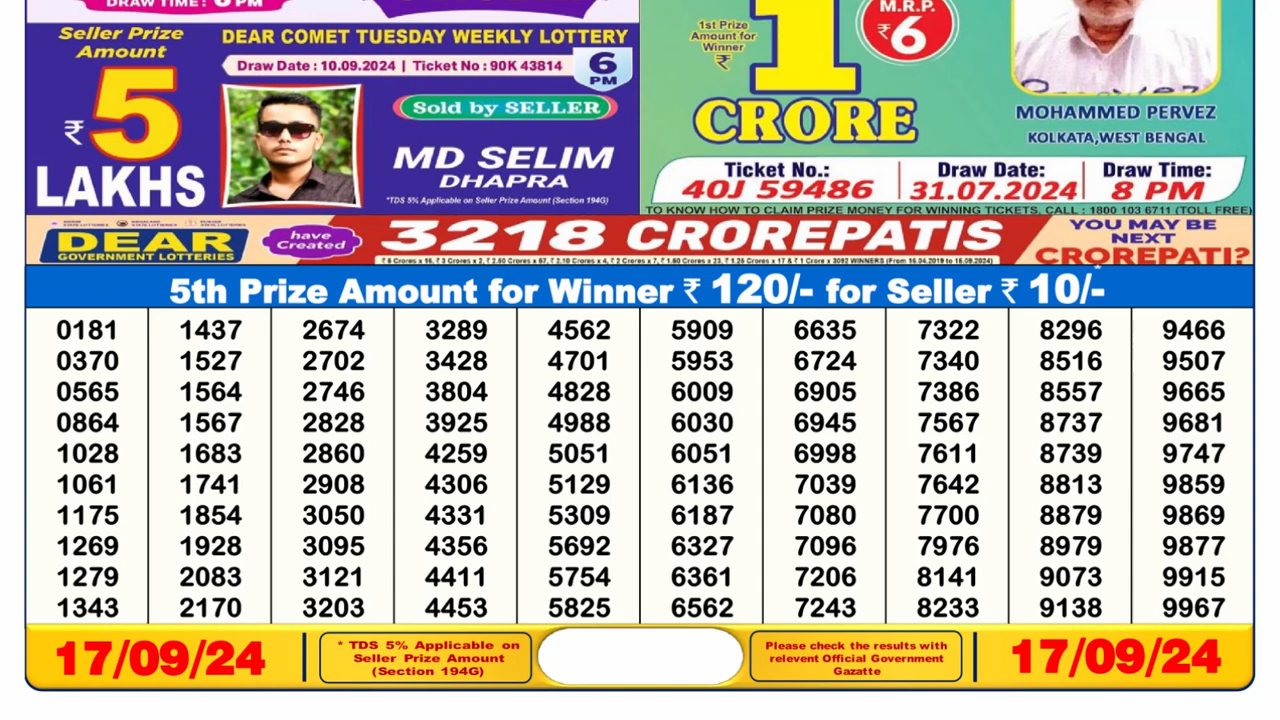 DRAW TIME: 6 PM
Seller Prize
Amount
₹5
LAKHS
DEAR COMET TUESDAY WEEKLY LOTTERY
Draw Date : 10.09.2024 | Ticket No : 90K 43814
6
PM
Sold by SELLER
MD SELIM
DHAPRA
*TDS 5% Applicable on Seller Prize Amount (Section 194G)
1st Prize
Amount for
Winner
₹
1
CRORE
M.R.P.
₹6
MOHAMMED PERVEZ
KOLKATA,WEST BENGAL
Ticket No.: Draw Date: Draw Time:
40J 59486 31.07.2024 8 PM
TO KNOW HOW TO CLAIM PRIZE MONEY FOR WINNING TICKETS, CALL : 1800 103 6711 (TOLL FREE)
DEAR
GOVERNMENT LOTTERIES
have
Created
3218 CROREPATIS
YOU MAY BE
NEXT
CROREPATI?
5th Prize Amount for Winner ₹ 120/- for Seller ₹ 10/-*
0181 1437 2674 3289 4562 5909 6635 7322 8296 9466
0370 1527 2702 3428 4701 5953 6724 7340 8516 9507
0565 1564 2746 3804 4828 6009 6905 7386 8557 9665
0864 1567 2828 3925 4988 6030 6945 7567 8737 9681
1028 1683 2860 4259 5051 6051 6998 7611 8739 9747
1061 1741 2908 4306 5129 6136 7039 7642 8813 9859
1175 1854 3050 4331 5309 6187 7080 7700 8879 9869
1269 1928 3095 4356 5692 6327 7096 7976 8979 9877
1279 2083 3121 4411 5754 6361 7206 8141 9073 9915
1343 2170 3203 4453 5825 6562 7243 8233 9138 9967
17/09/24
* TDS 5% Applicable on
Seller Prize Amount
(Section 194G)
Please check the results with
relevent Official Government
Gazatte
17/09/24